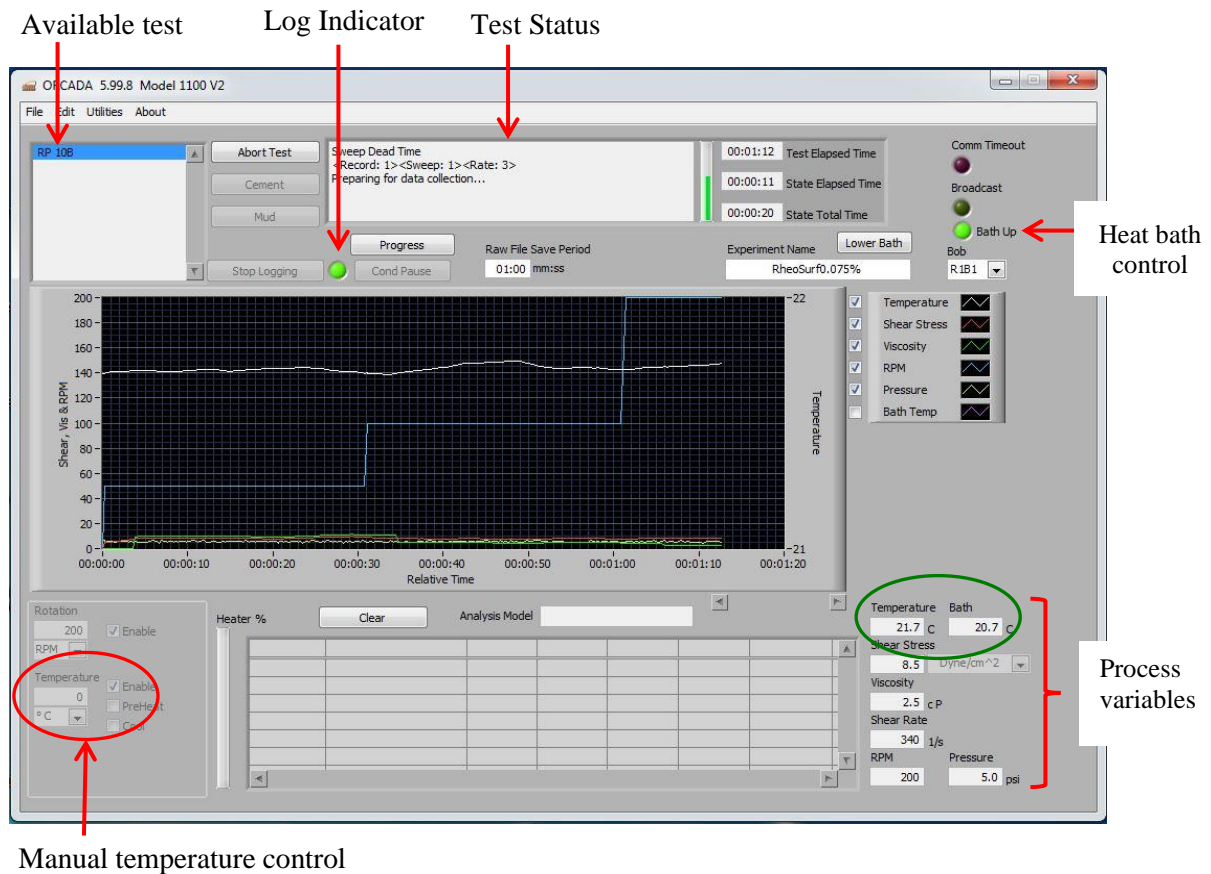 Available test
Log Indicator
Test Status
ORCADA 5.99.8 Model 1100 V2
File Edit Utilities About
RP 10B
Abort Test
Cement
Mud
Sweep Dead Time
<Record: 1><Sweep: 1><Rate: 3>
Preparing for data collection...
00:01:12 Test Elapsed Time
00:00:11 State Elapsed Time
00:00:20 State Total Time
Comm Timeout
Broadcast
Bath Up
Heat bath
control
Progress
Stop Logging
Cond Pause
Raw File Save Period
01:00 mm:ss
Experiment Name
Lower Bath
RheoSurf0.075%
Bob
R1B1
200
180
160
140
120
100
80
60
40
20
0
Shear, Vis & RPM
22
21
Temperature
00:00:00 00:00:10 00:00:20 00:00:30 00:00:40 00:00:50 00:01:00 00:01:10 00:01:20
Relative Time
Temperature
Shear Stress
Viscosity
RPM
Pressure
Bath Temp
Rotation
200 Enable
RPM
Temperature
0 Enable
°C PreHeat
Cool
Heater %
Clear
Analysis Model
Temperature Bath
21.7 C 20.7 C
Shear Stress
8.5 Dyne/cm^2
Viscosity
2.5 cP
Shear Rate
340 1/s
RPM Pressure
200 5.0 psi
Process
variables
Manual temperature control